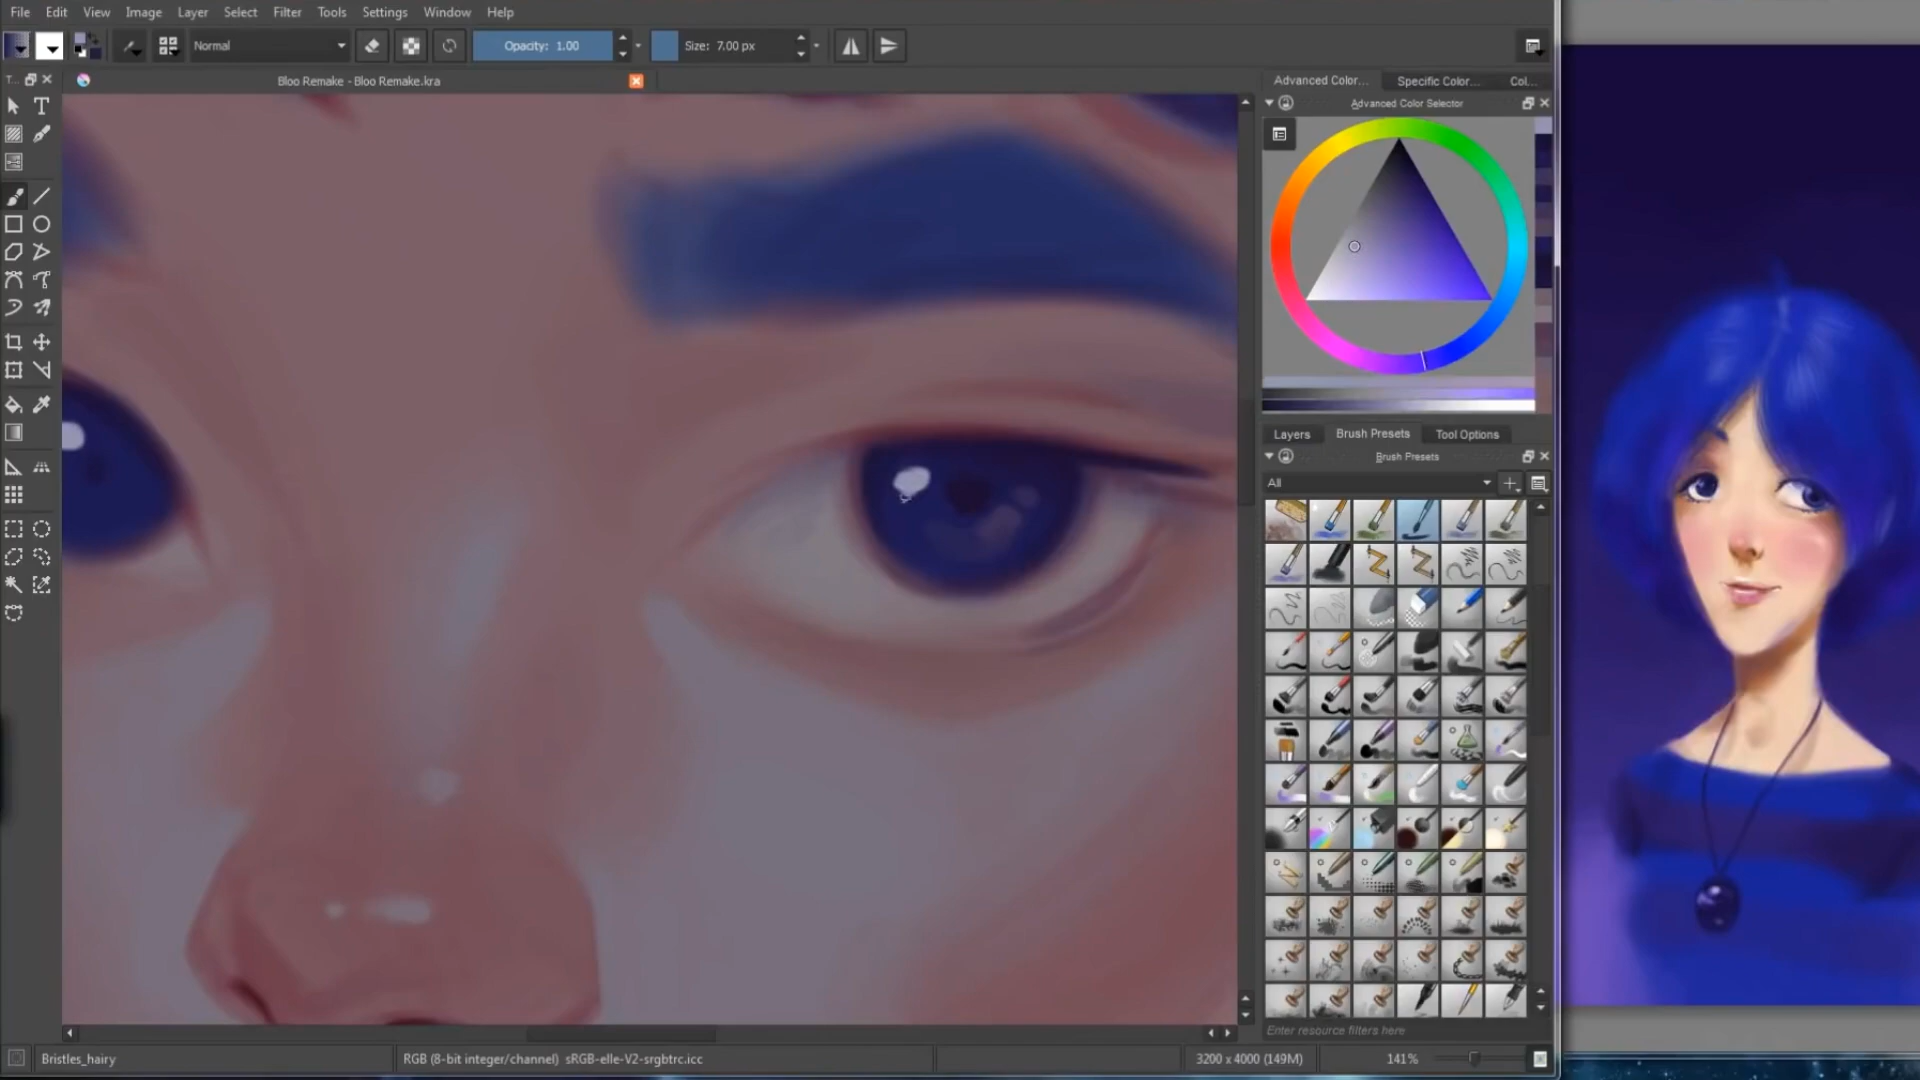 File Edit View Image Layer Select Filter Tools Settings Window Help
Normal
Opacity: 1.00
Size: 7.00 px
T...
Bloo Remake - Bloo Remake.kra
Advanced Color...
Specific Color...
Col...
Advanced Color Selector
Layers
Brush Presets
Tool Options
Brush Presets
All
Enter resource filters here
Bristles_hairy
RGB (8-bit integer/channel) sRGB-elle-V2-srgbtrc.icc
3200 x 4000 (149M)
141%